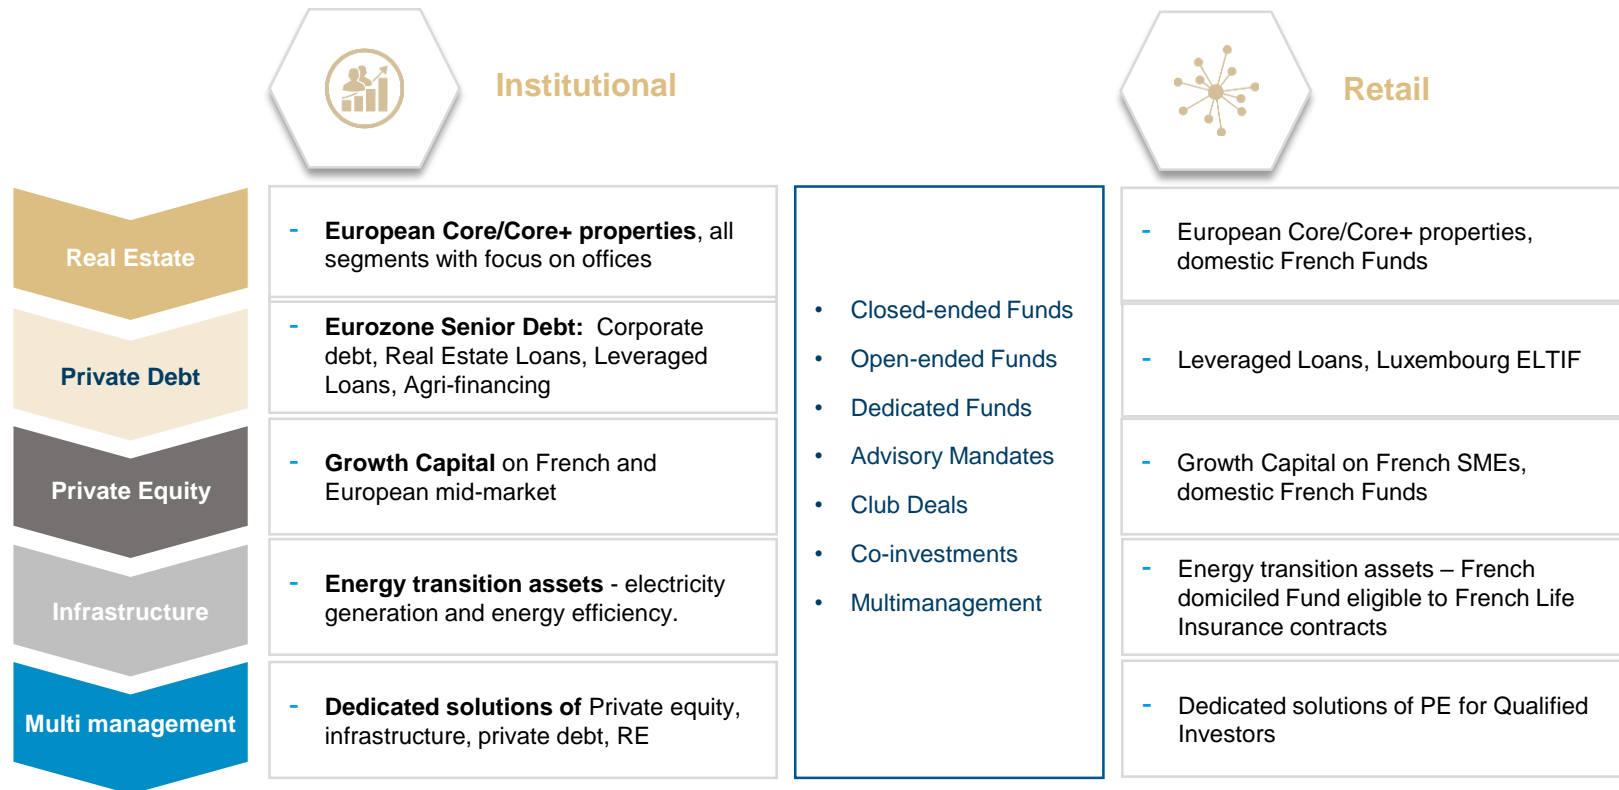 Institutional
Retail
Real Estate
- European Core/Core+ properties, all
segments with focus on offices
- European Core/Core+ properties,
domestic French Funds
Private Debt
- Eurozone Senior Debt: Corporate
debt, Real Estate Loans, Leveraged
Loans, Agri-financing
- Leveraged Loans, Luxembourg ELTIF
Private Equity
- Growth Capital on French and
European mid-market
- Growth Capital on French SMEs,
domestic French Funds
Infrastructure
- Energy transition assets - electricity
generation and energy efficiency.
- Energy transition assets – French
domiciled Fund eligible to French Life
Insurance contracts
Multi management
- Dedicated solutions of Private equity,
infrastructure, private debt, RE
- Dedicated solutions of PE for Qualified
Investors
• Closed-ended Funds
• Open-ended Funds
• Dedicated Funds
• Advisory Mandates
• Club Deals
• Co-investments
• Multimanagement